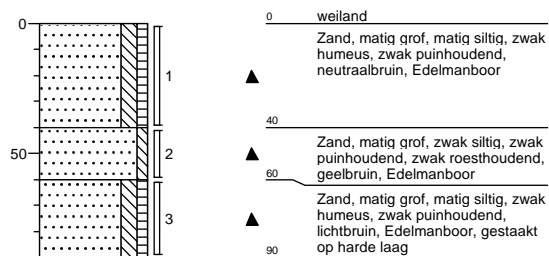 0
0
weiland
Zand, matig grof, matig siltig, zwak
humeus, zwak puinhoudend,
neutraalbruin, Edelmanboor
1
40
50
2
Zand, matig grof, zwak siltig, zwak
puinhoudend, zwak roesthoudend,
geelbruin, Edelmanboor
60
3
Zand, matig grof, matig siltig, zwak
humeus, zwak puinhoudend,
lichtbruin, Edelmanboor, gestaakt
op harde laag
90